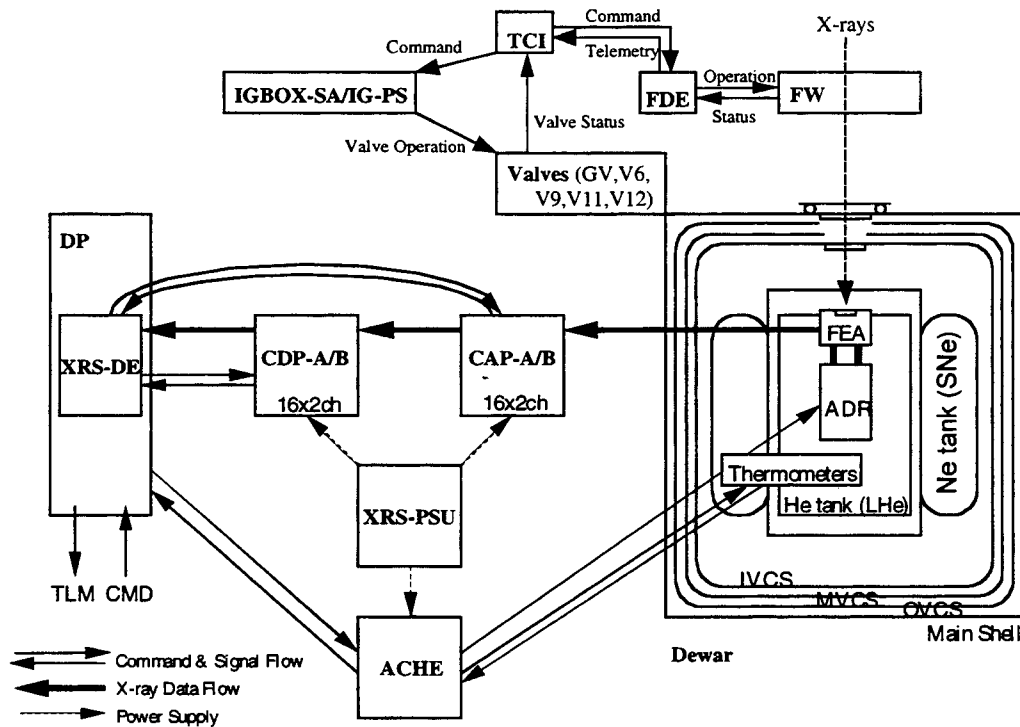 Command
X-rays
TCI
Command
Telemetry
IGBOX-SA/IG-PS
FDE
Operation
FW
Status
Valve Status
Valve Operation
Valves (GV,V6,
V9,V11,V12)
DP
XRS-DE
CDP-A/B
16x2ch
CAP-A/B
16x2ch
FEA
ADR
Ne tank (SNe)
Thermometers
He tank (LHe)
XRS-PSU
TLM CMD
IVCS
MVCS
OVCS
Main Shell
Dewar
ACHE
Command & Signal Flow
X-ray Data Flow
Power Supply